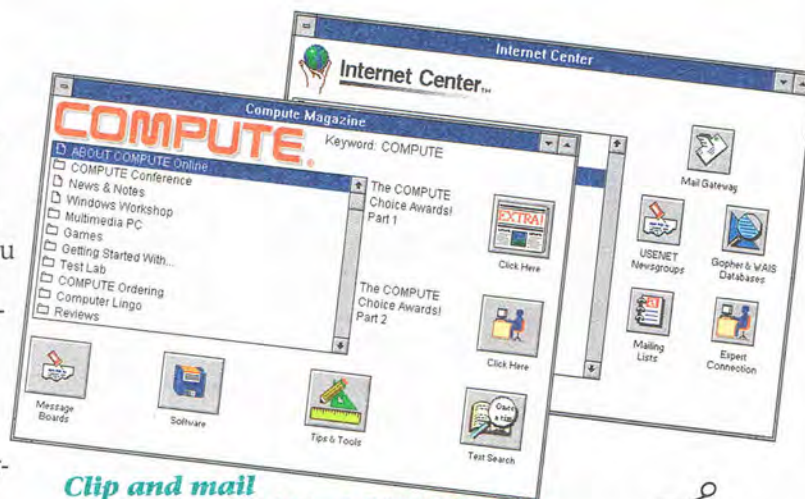 Internet Center
Internet Center™
Mail Gateway
USENET
Newsgroups
Gopher & WAIS
Databases
Mailing
Lists
Expert
Connection
Compute Magazine
COMPUTE®
Keyword: COMPUTE
ABOUT COMPUTE Online
COMPUTE Conference
News & Notes
Windows Workshop
Multimedia PC
Games
Getting Started With...
Test Lab
COMPUTE Ordering
Computer Lingo
Reviews
The COMPUTE
Choice Awards!
Part 1
EXTRA!
Click Here
The COMPUTE
Choice Awards!
Part 2
Click Here
Message
Boards
Software
Tips & Tools
Text Search
u
-
-
Clip and mail